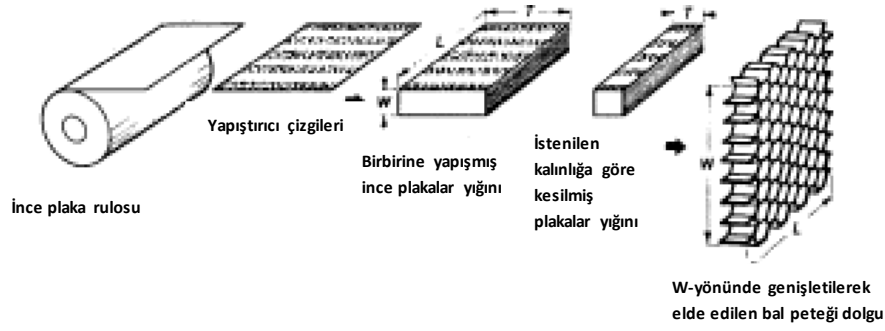 T
L
W
T
W
L
Yapıştırıcı çizgileri
Birbirine yapışmış
ince plakalar yığını
İstenilen
kalınlığa göre
kesilmiş
plakalar yığını
İnce plaka rulosu
W-yönünde genişletilerek
elde edilen bal peteği dolgu